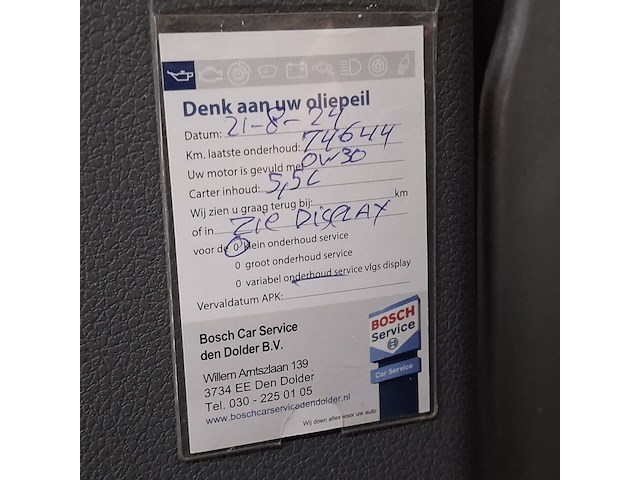 Denk aan uw oliepeil
Datum: 21-8-24
Km. laatste onderhoud: 74644
Uw motor is gevuld met 0W30
Carter inhoud: 5,5L
Wij zien u graag terug bij: km
of in ZIE DISPLAY
voor de 0 klein onderhoud service
0 groot onderhoud service
0 variabel onderhoud service vlgs display
Vervaldatum APK:
Bosch Car Service
den Dolder B.V.
Willem Arntszlaan 139
3734 EE Den Dolder
Tel. 030 - 225 01 05
www.boschcarservicedendolder.nl
BOSCH
Service
Car Service
Wij doen alles voor uw auto